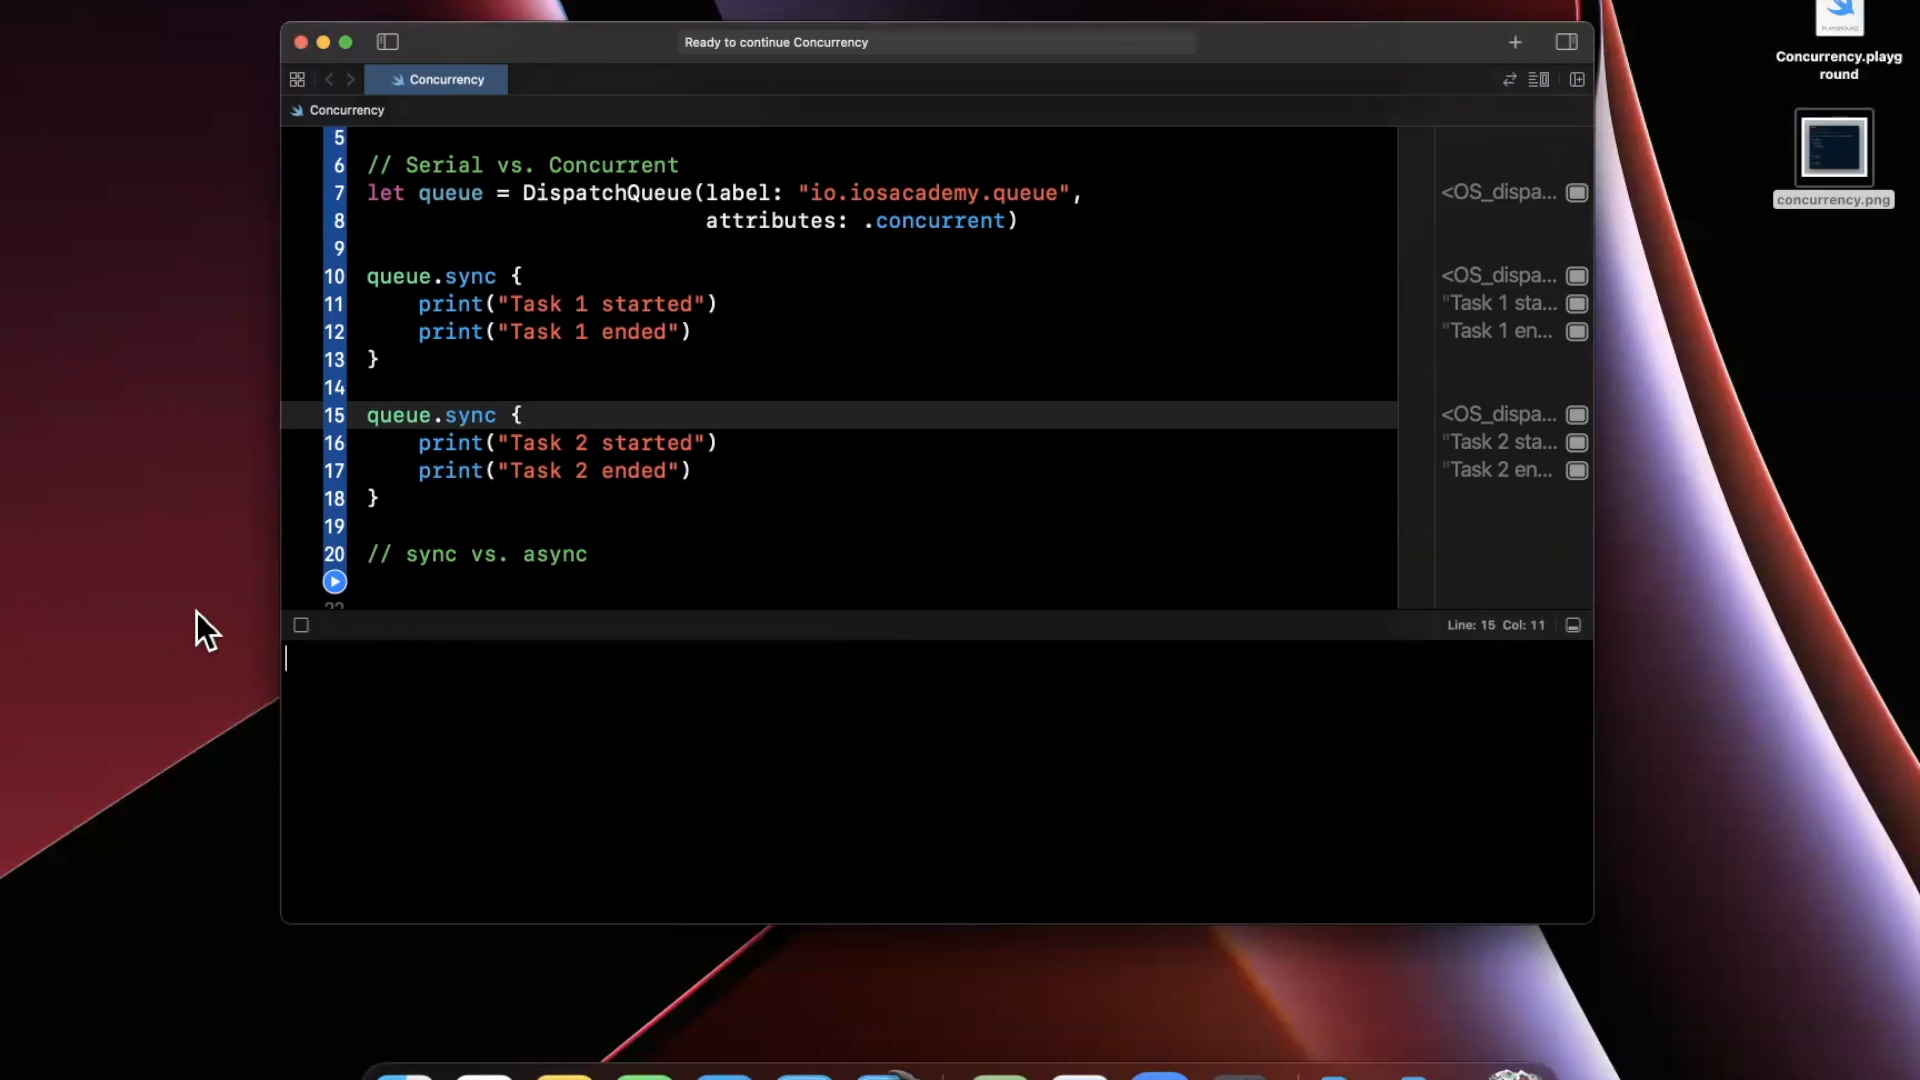 Ready to continue Concurrency
Concurrency
Concurrency
5
6 // Serial vs. Concurrent
7 let queue = DispatchQueue(label: "io.iosacademy.queue", <OS_dispa...
8 attributes: .concurrent)
9
10 queue.sync { <OS_dispa...
11 print("Task 1 started") "Task 1 sta...
12 print("Task 1 ended") "Task 1 en...
13 }
14
15 queue.sync { <OS_dispa...
16 print("Task 2 started") "Task 2 sta...
17 print("Task 2 ended") "Task 2 en...
18 }
19
20 // sync vs. async
Line: 15 Col: 11
Concurrency.playg
round
concurrency.png